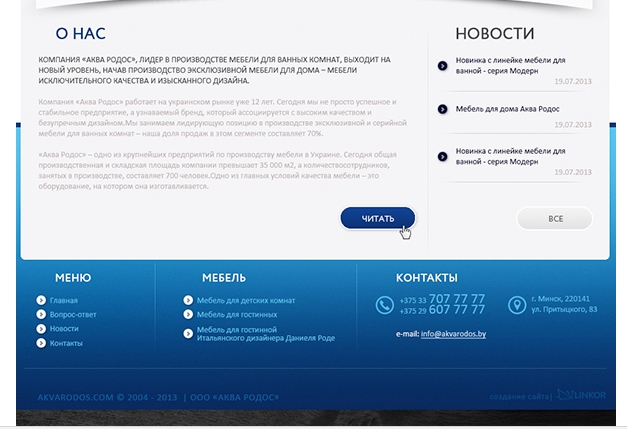 О НАС
КОМПАНИЯ «АКВА РОДОС», ЛИДЕР В ПРОИЗВОДСТВЕ МЕБЕЛИ ДЛЯ ВАННЫХ КОМНАТ, ВЫХОДИТ НА
НОВЫЙ УРОВЕНЬ, НАЧАВ ПРОИЗВОДСТВО ЭКСКЛЮЗИВНОЙ МЕБЕЛИ ДЛЯ ДОМА – МЕБЕЛИ
ИСКЛЮЧИТЕЛЬНОГО КАЧЕСТВА И ИЗЫСКАННОГО ДИЗАЙНА.
Компания «Аква Родос» работает на украинском рынке уже 12 лет. Сегодня мы не просто успешное и
стабильное предприятие, а узнаваемый бренд, который ассоциируется с высоким качеством и
безупречным дизайном.Мы занимаем лидирующую позицию в производстве эксклюзивной и серийной
мебели для ванных комнат – наша доля продаж в этом сегменте составляет 70%.
«Аква Родос» – одно из крупнейших предприятий по производству мебели в Украине. Сегодня общая
производственная и складская площадь компании превышает 35 000 м2, а количествосотрудников,
занятых в производстве, составляет 700 человек.Одно из главных условий качества мебели – это
оборудование, на котором она изготавливается.
ЧИТАТЬ
НОВОСТИ
Новинка с линейке мебели для
ванной - серия Модерн
19.07.2013
Мебель для дома Аква Родос
19.07.2013
Новинка с линейке мебели для
ванной - серия Модерн
19.07.2013
ВСЕ
МЕНЮ
Главная
Вопрос-ответ
Новости
Контакты
МЕБЕЛЬ
Мебель для детских комнат
Мебель для гостинных
Мебель для гостиной
Итальянского дизайнера Даниеля Роде
КОНТАКТЫ
+375 33 707 77 77
+375 29 607 77 77
e-mail: info@akvarodos.by
г. Минск, 220141
ул. Притыцкого, 83
AKVARODOS.COM © 2004 - 2013 | ООО «АКВА РОДОС»
создание сайта| LINKOR